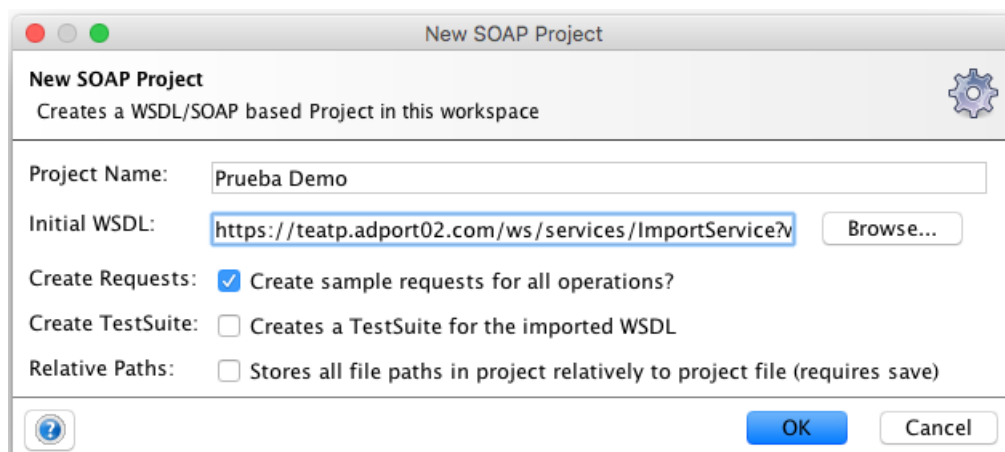 New SOAP Project
New SOAP Project
Creates a WSDL/SOAP based Project in this workspace
Project Name: Prueba Demo
Initial WSDL: https://teatp.adport02.com/ws/services/ImportService?v Browse...
Create Requests: Create sample requests for all operations?
Create TestSuite: Creates a TestSuite for the imported WSDL
Relative Paths: Stores all file paths in project relatively to project file (requires save)
? OK Cancel